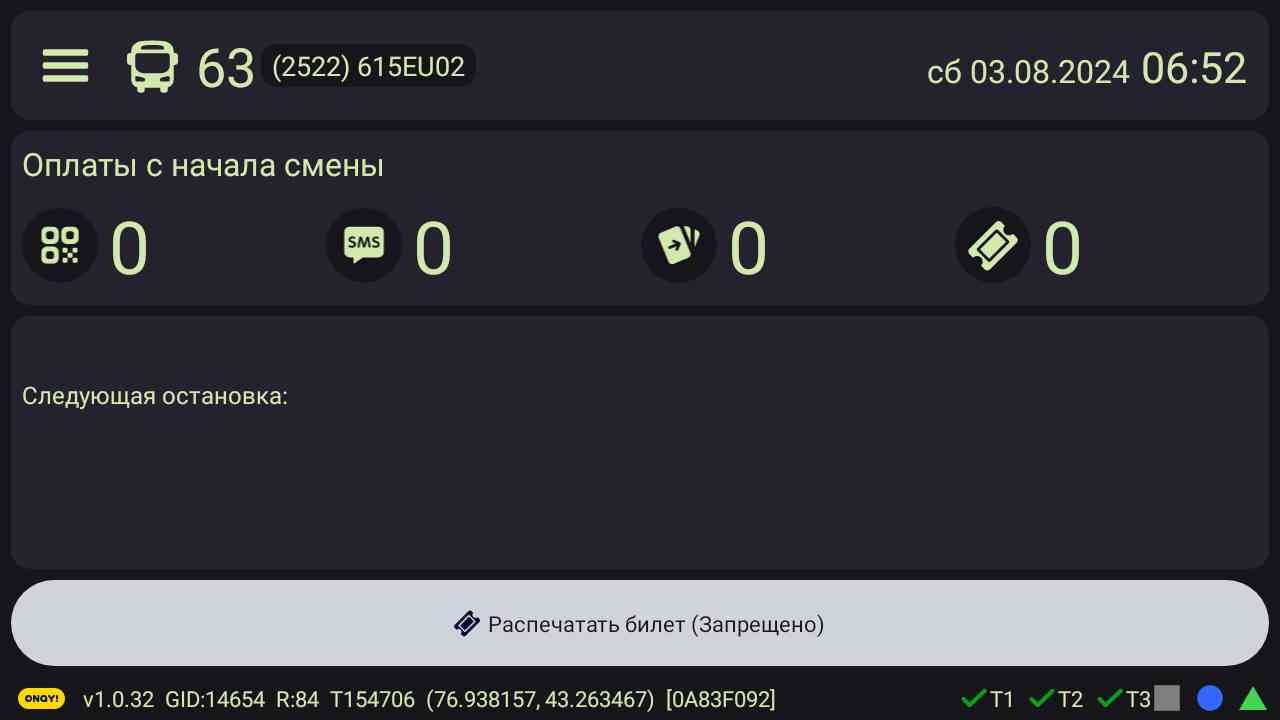 63 (2522) 615EU02 сб 03.08.2024 06:52
Оплаты с начала смены
0 SMS 0 0 0
Следующая остановка:
Распечатать билет (Запрещено)
ONAY! v1.0.32 GID:14654 R:84 T154706 (76.938157, 43.263467) [0A83F092] T1 T2 T3